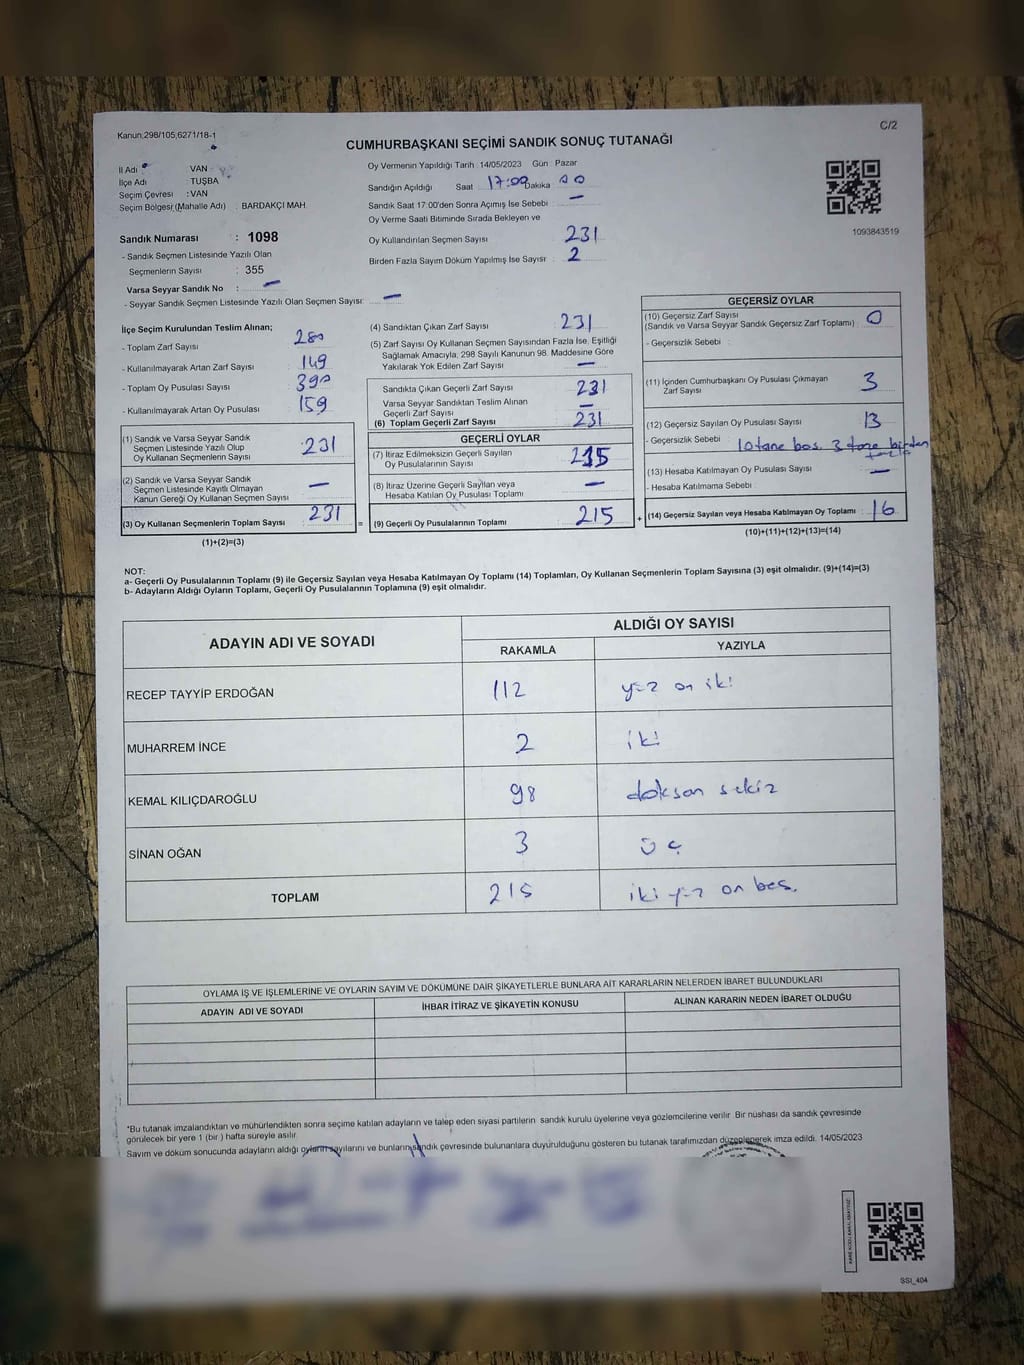 Kanun;298/105,6271/18-1
C/2
CUMHURBAŞKANI SEÇİMİ SANDIK SONUÇ TUTANAĞI
İl Adı : VAN
İlçe Adı : TUŞBA
Seçim Çevresi : VAN
Seçim Bölgesi (Mahalle Adı) : BARDAKÇI MAH.
Oy Vermenin Yapıldığı Tarih 14/05/2023 Gün : Pazar
Sandığın Açıldığı Saat 17:00 Dakika 00
Sandık Saat 17:00'den Sonra Açımış İse Sebebi : —
Oy Verme Saati Bitiminde Sırada Bekleyen ve
Oy Kullandırılan Seçmen Sayısı 231
Birden Fazla Sayım Döküm Yapılmış İse Sayısı : 2
1093843519
Sandık Numarası : 1098
- Sandık Seçmen Listesinde Yazılı Olan
Seçmenlerin Sayısı : 355
Varsa Seyyar Sandık No : —
- Seyyar Sandık Seçmen Listesinde Yazılı Olan Seçmen Sayısı: —
İlçe Seçim Kurulundan Teslim Alınan;
- Toplam Zarf Sayısı 280
- Kullanılmayarak Artan Zarf Sayısı : 149
- Toplam Oy Pusulası Sayısı : 390
- Kullanılmayarak Artan Oy Pusulası : 159
(1) Sandık ve Varsa Seyyar Sandık
Seçmen Listesinde Yazılı Olup
Oy Kullanan Seçmenlerin Sayısı 231
(2) Sandık ve Varsa Seyyar Sandık
Seçmen Listesinde Kayıtlı Olmayan
Kanun Gereği Oy Kullanan Seçmen Sayısı —
(3) Oy Kullanan Seçmenlerin Toplam Sayısı 231 =
(1)+(2)=(3)
(4) Sandıktan Çıkan Zarf Sayısı : 231
(5) Zarf Sayısı Oy Kullanan Seçmen Sayısından Fazla İse, Eşitliği
Sağlamak Amacıyla, 298 Sayılı Kanunun 98. Maddesine Göre
Yakılarak Yok Edilen Zarf Sayısı : —
Sandıkta Çıkan Geçerli Zarf Sayısı : 231
Varsa Seyyar Sandıktan Teslim Alınan
Geçerli Zarf Sayısı : —
(6) Toplam Geçerli Zarf Sayısı : 231
GEÇERLİ OYLAR
(7) İtiraz Edilmeksizin Geçerli Sayılan
Oy Pusulalarının Sayısı : 215
(8) İtiraz Üzerine Geçerli Sayılan veya
Hesaba Katılan Oy Pusulası Toplamı : —
(9) Geçerli Oy Pusulalarının Toplamı : 215 +
GEÇERSİZ OYLAR
(10) Geçersiz Zarf Sayısı
(Sandık ve Varsa Seyyar Sandık Geçersiz Zarf Toplamı) : 0
- Geçersizlik Sebebi :
(11) İçinden Cumhurbaşkanı Oy Pusulası Çıkmayan
Zarf Sayısı : 3
(12) Geçersiz Sayılan Oy Pusulası Sayısı : 13
- Geçersizlik Sebebi : 10 tane boş. 3 tane birden
fazla
(13) Hesaba Katılmayan Oy Pusulası Sayısı : —
- Hesaba Katılmama Sebebi :
(14) Geçersiz Sayılan veya Hesaba Katılmayan Oy Toplamı : 16
(10)+(11)+(12)+(13)=(14)
NOT:
a- Geçerli Oy Pusulalarının Toplamı (9) ile Geçersiz Sayılan veya Hesaba Katılmayan Oy Toplamı (14) Toplamları, Oy Kullanan Seçmenlerin Toplam Sayısına (3) eşit olmalıdır. (9)+(14)=(3)
b- Adayların Aldığı Oyların Toplamı, Geçerli Oy Pusulalarının Toplamına (9) eşit olmalıdır.
ADAYIN ADI VE SOYADI ALDIĞI OY SAYISI
RAKAMLA YAZIYLA
RECEP TAYYİP ERDOĞAN 112 yüz on iki
MUHARREM İNCE 2 iki
KEMAL KILIÇDAROĞLU 98 doksan sekiz
SİNAN OĞAN 3 üç
TOPLAM 215 iki yüz on beş.
OYLAMA İŞ VE İŞLEMLERİNE VE OYLARIN SAYIM VE DÖKÜMÜNE DAİR ŞİKAYETLERLE BUNLARA AİT KARARLARIN NELERDEN İBARET BULUNDUKLARI
ADAYIN ADI VE SOYADI İHBAR İTİRAZ VE ŞİKAYETİN KONUSU ALINAN KARARIN NEDEN İBARET OLDUĞU
*Bu tutanak imzalandıktan ve mühürlendikten sonra seçime katılan adayların ve talep eden siyasi partilerin sandık kurulu üyelerine veya gözlemcilerine verilir. Bir nüshası da sandık çevresinde
görülecek bir yere 1 (bir ) hafta süreyle asılır.
Sayım ve döküm sonucunda adayların aldığı oyların sayılarını ve bunların sandık çevresinde bulunanlara duyurulduğunu gösteren bu tutanak tarafımızdan düzenlenerek imza edildi. 14/05/2023
SSI_404